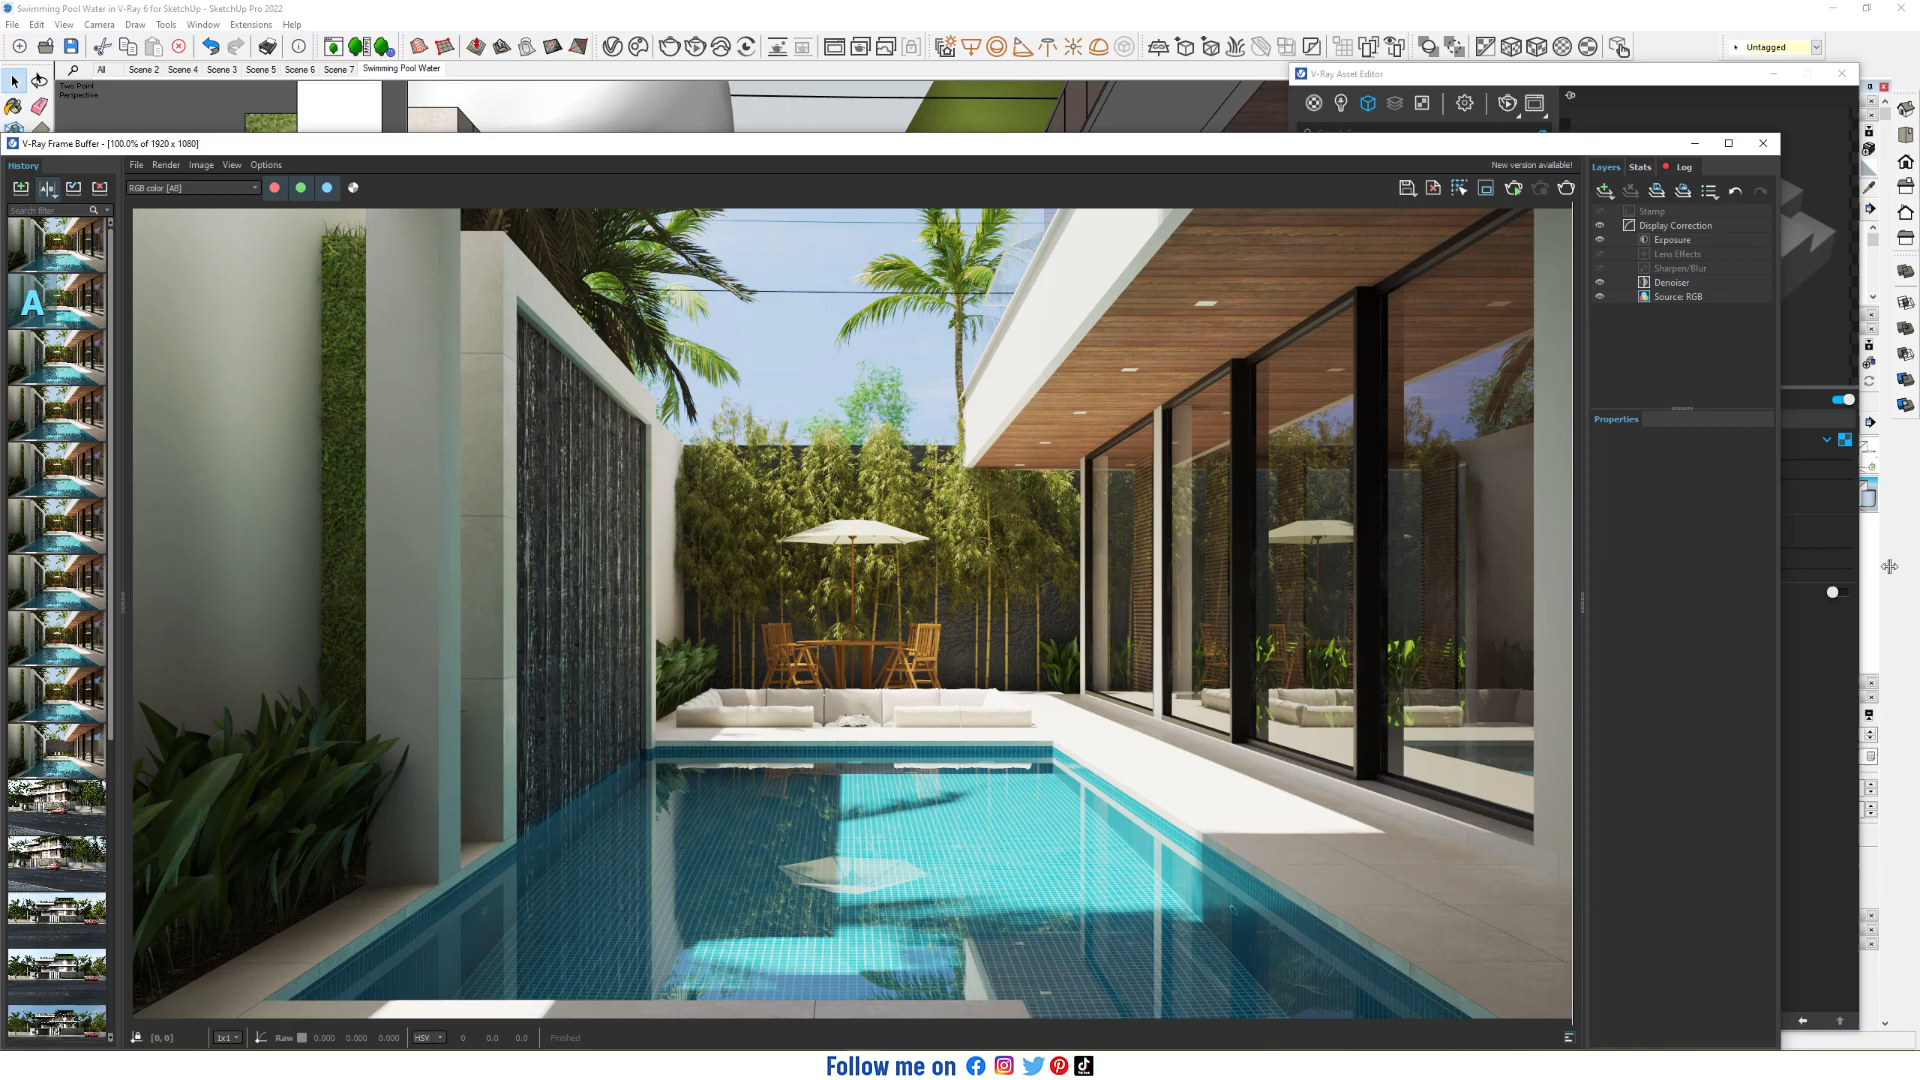 Swimming Pool Water in V-Ray 6 for SketchUp - SketchUp Pro 2022
File Edit View Camera Draw Tools Window Extensions Help
Untagged
All Scene 2 Scene 4 Scene 3 Scene 5 Scene 6 Scene 7 Swimming Pool Water
Two Point
Perspective
V-Ray Asset Editor
V-Ray Frame Buffer - [100.0% of 1920 x 1080]
History
File Render Image View Options
New version available!
Layers Stats Log
RGB color [AB]
Search filter
Stamp
Display Correction
Exposure
Lens Effects
Sharpen/Blur
Denoiser
Source: RGB
A
Properties
[0, 0]
1x1
Raw 0.000 0.000 0.000
HSV 0 0.0 0.0
Finished
Follow me on